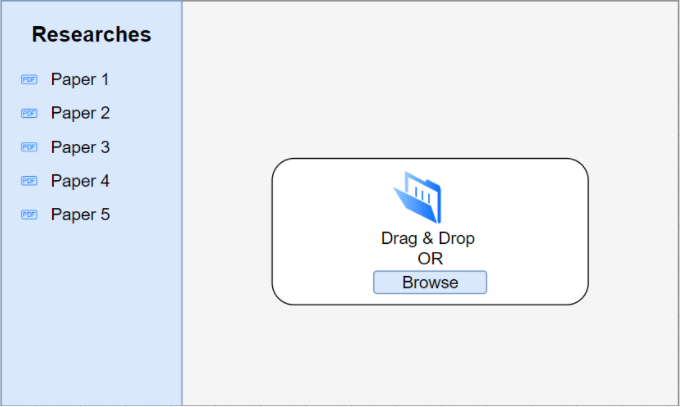 Researches
PDF Paper 1
PDF Paper 2
PDF Paper 3
PDF Paper 4
PDF Paper 5
Drag & Drop
OR
Browse